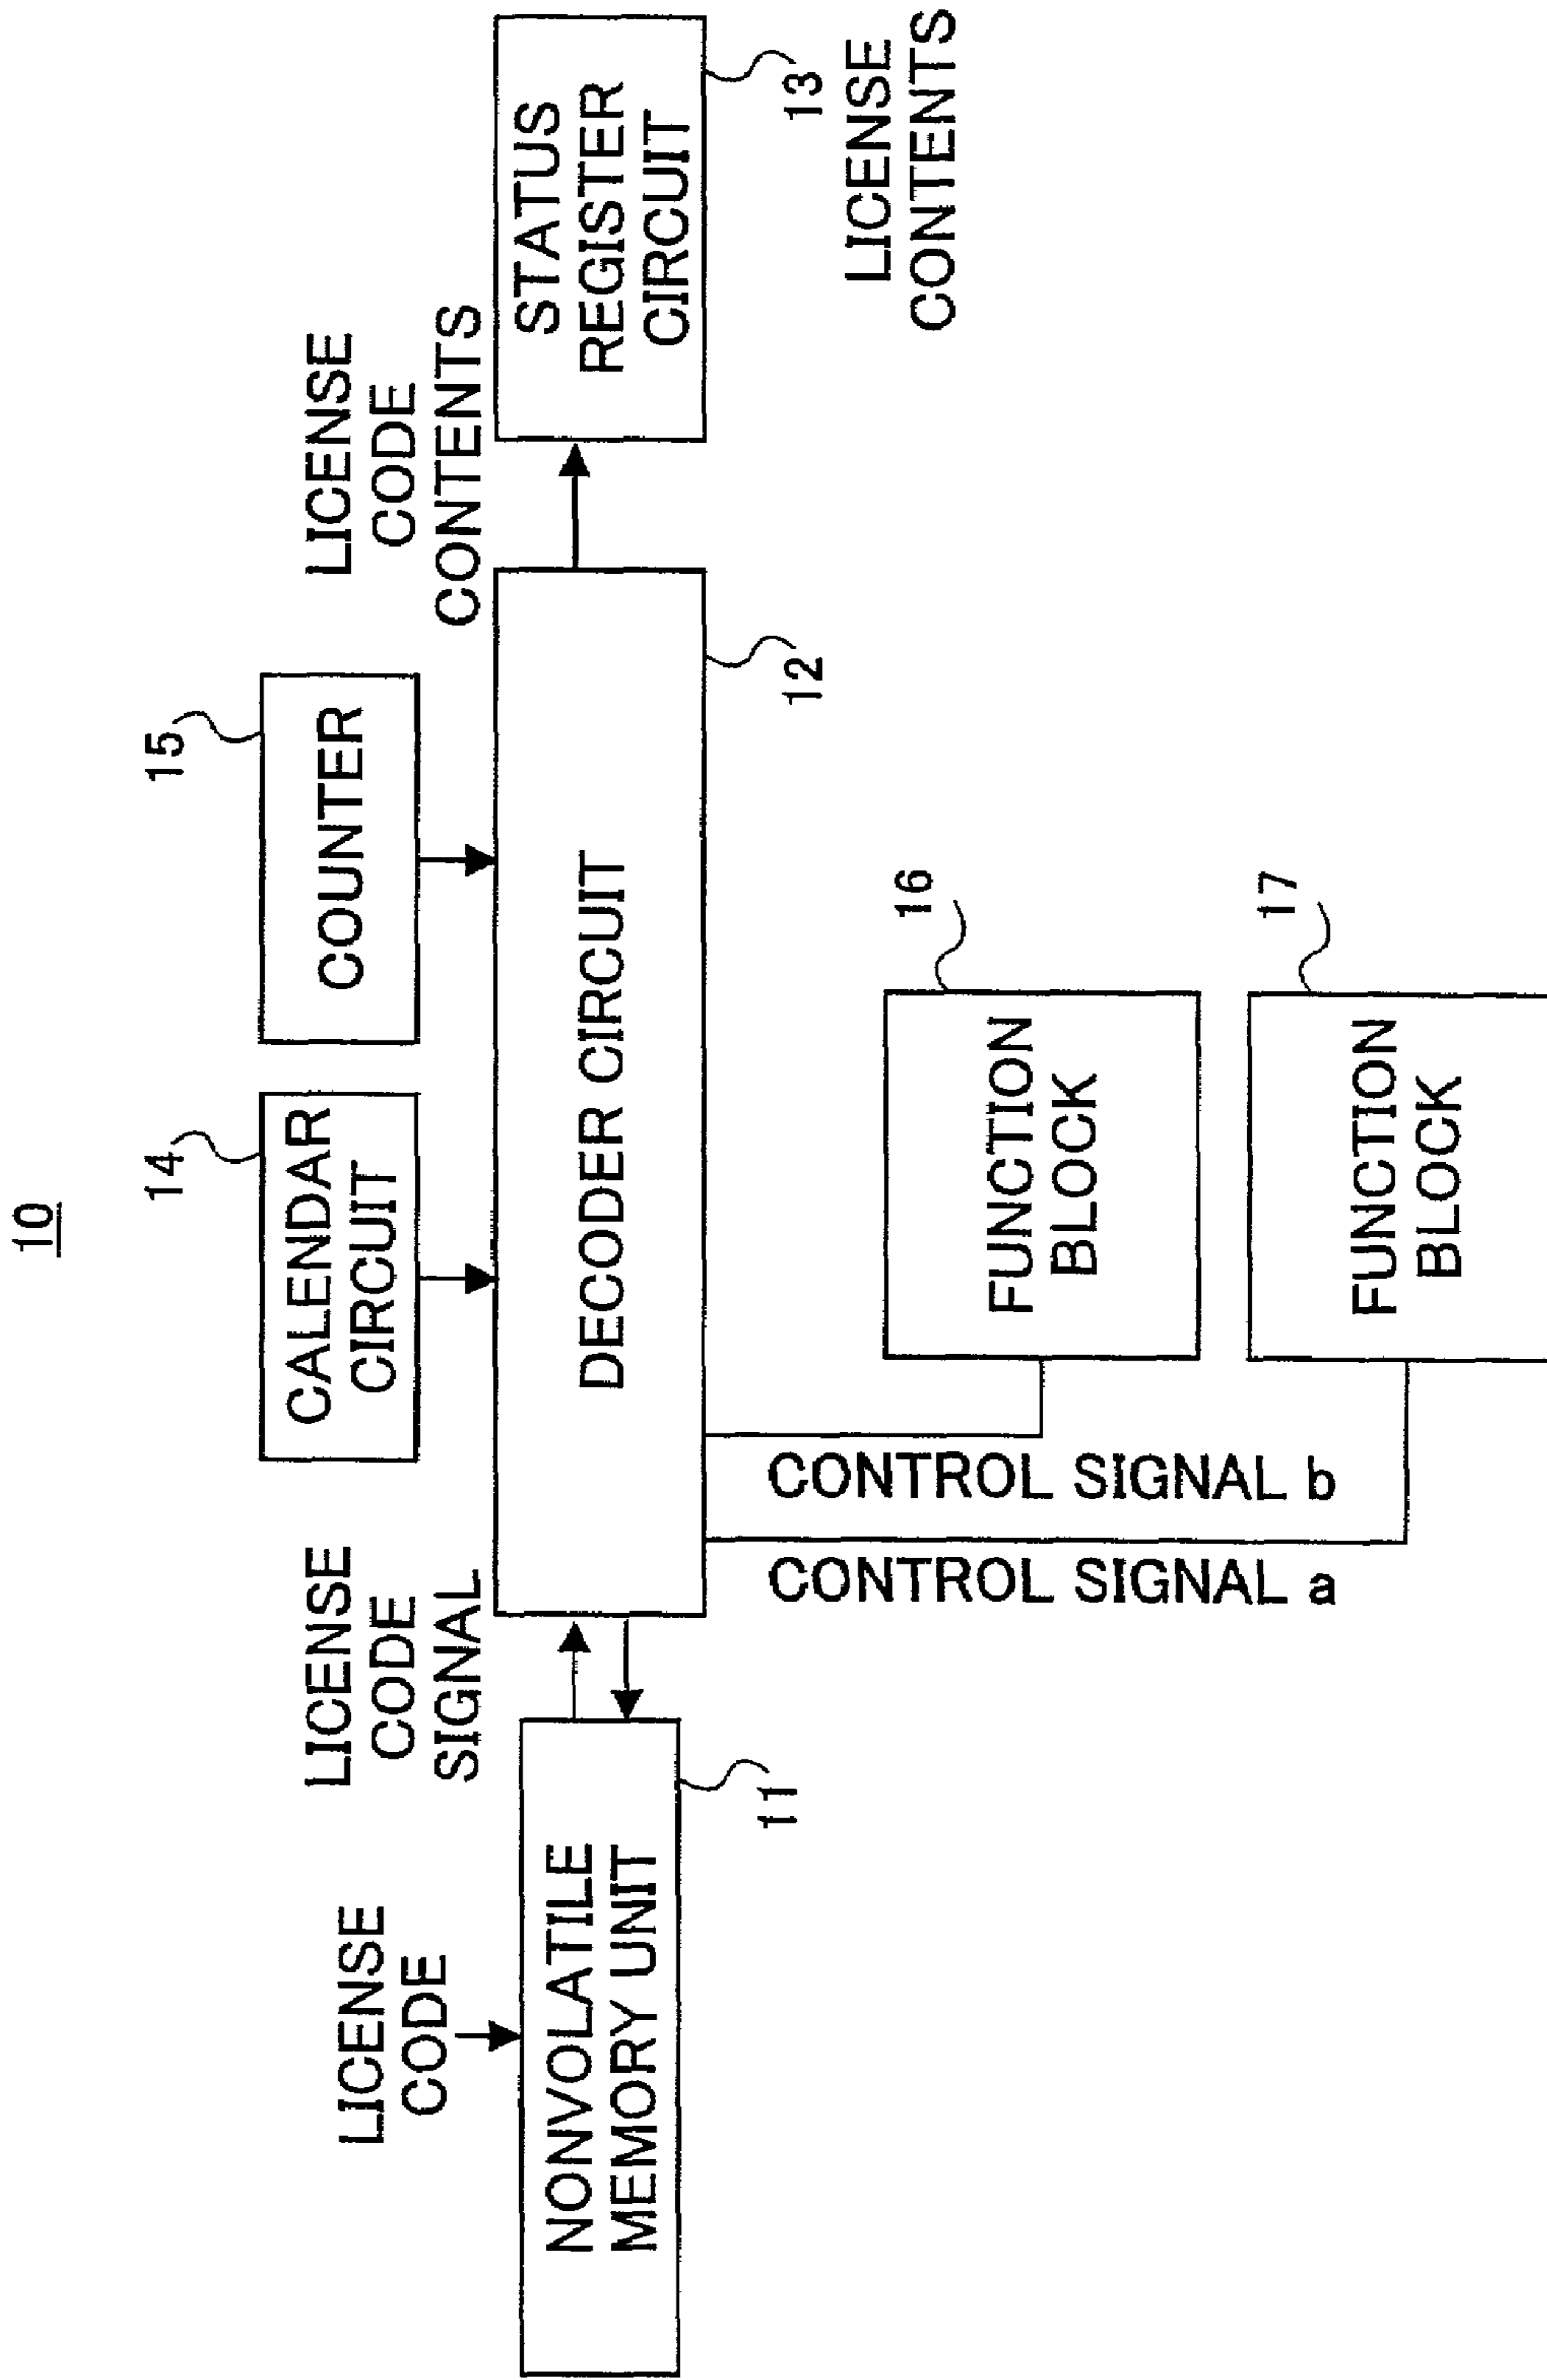 10
14
15
CALENDAR
CIRCUIT
COUNTER
LICENSE
CODE
LICENSE
CODE
SIGNAL
LICENSE
CODE
CONTENTS
NONVOLATILE
MEMORY UNIT
DECODER CIRCUIT
STATUS
REGISTER
CIRCUIT
11
12
13
LICENSE
CONTENTS
CONTROL SIGNAL b
CONTROL SIGNAL a
16
FUNCTION
BLOCK
17
FUNCTION
BLOCK